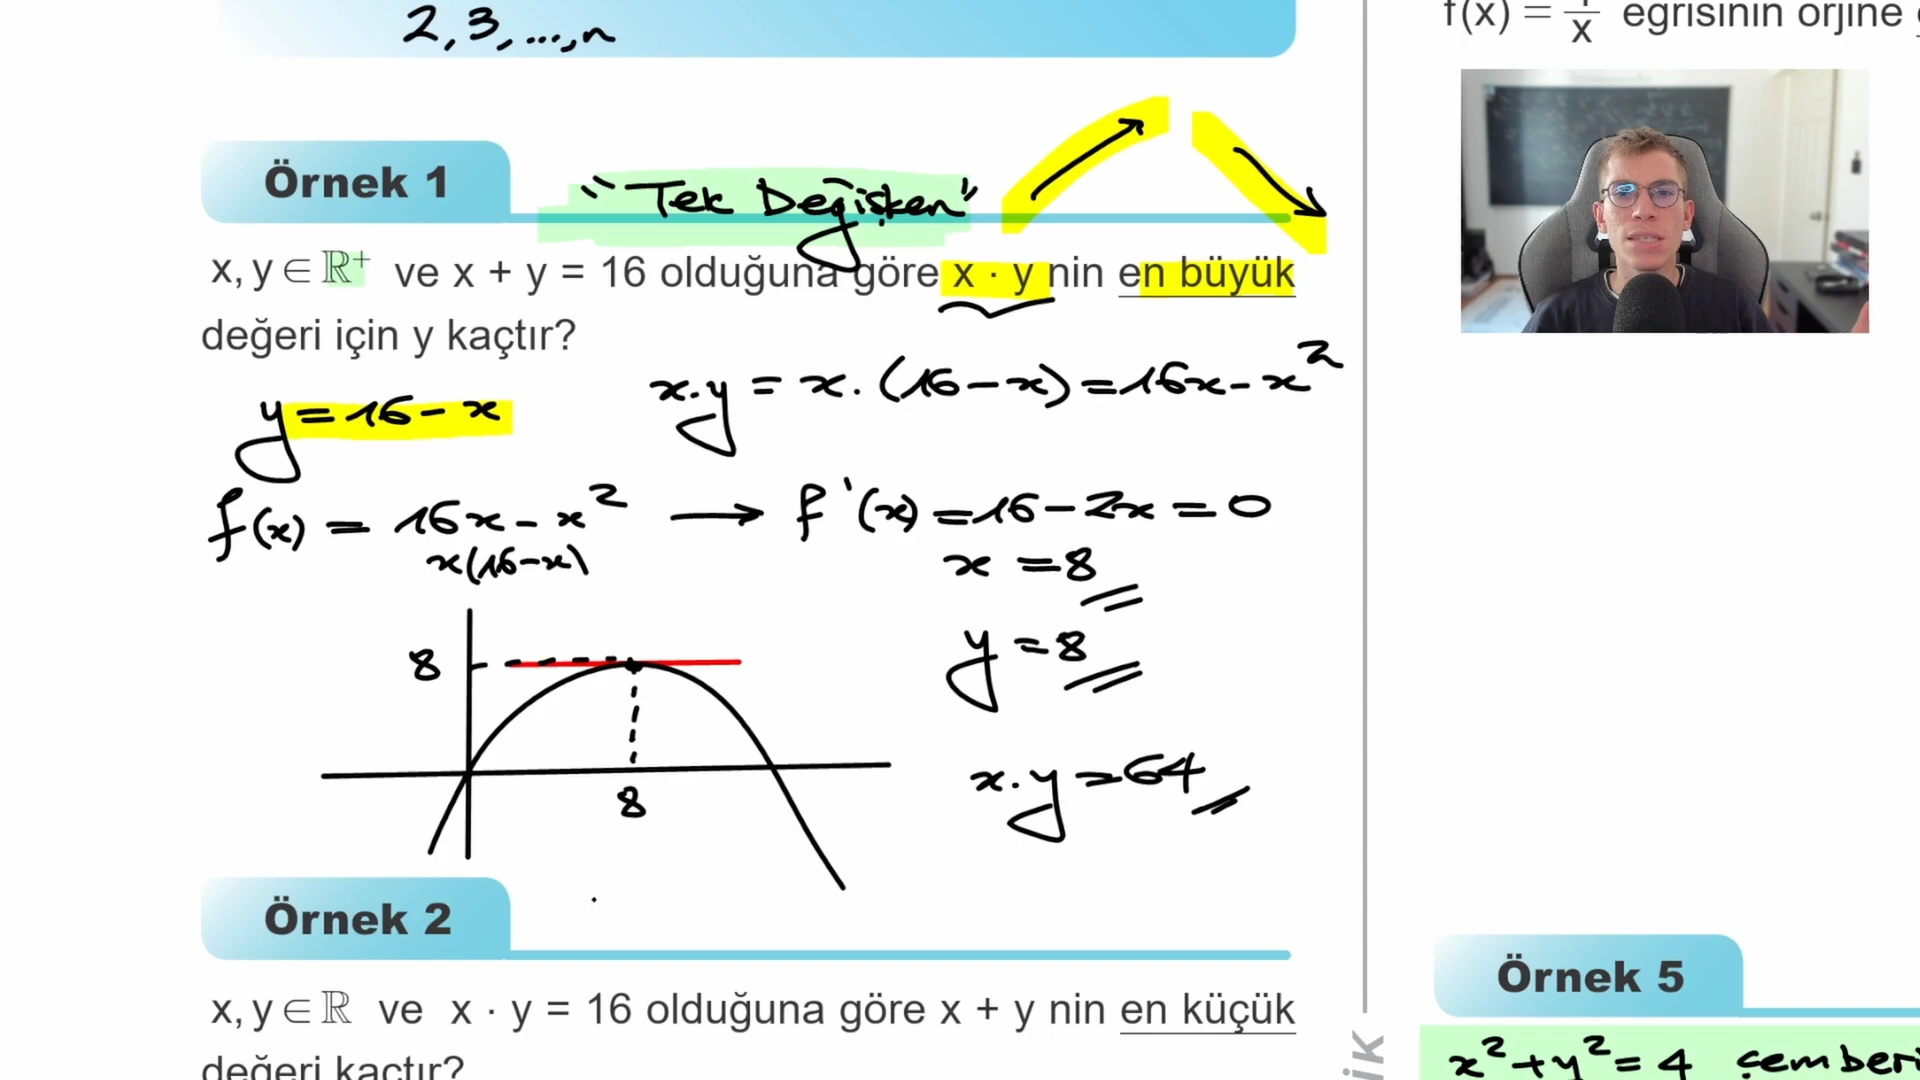 2, 3, ..., n
Örnek 1
"Tek Değişken"
x, y ∈ ℝ⁺ ve x + y = 16 olduğuna göre x · y nin en büyük
değeri için y kaçtır?
y = 16 - x
x.y = x.(16-x) = 16x - x²
f(x) = 16x - x² → f'(x) = 16 - 2x = 0
x(16-x)
x = 8
y = 8
x.y = 64
8
8
Örnek 2
x, y ∈ ℝ ve x · y = 16 olduğuna göre x + y nin en küçük
değeri kaçtır?
f(x) = 1/x eğrisinin orjine
Örnek 5
x² + y² = 4 çemberi
İK